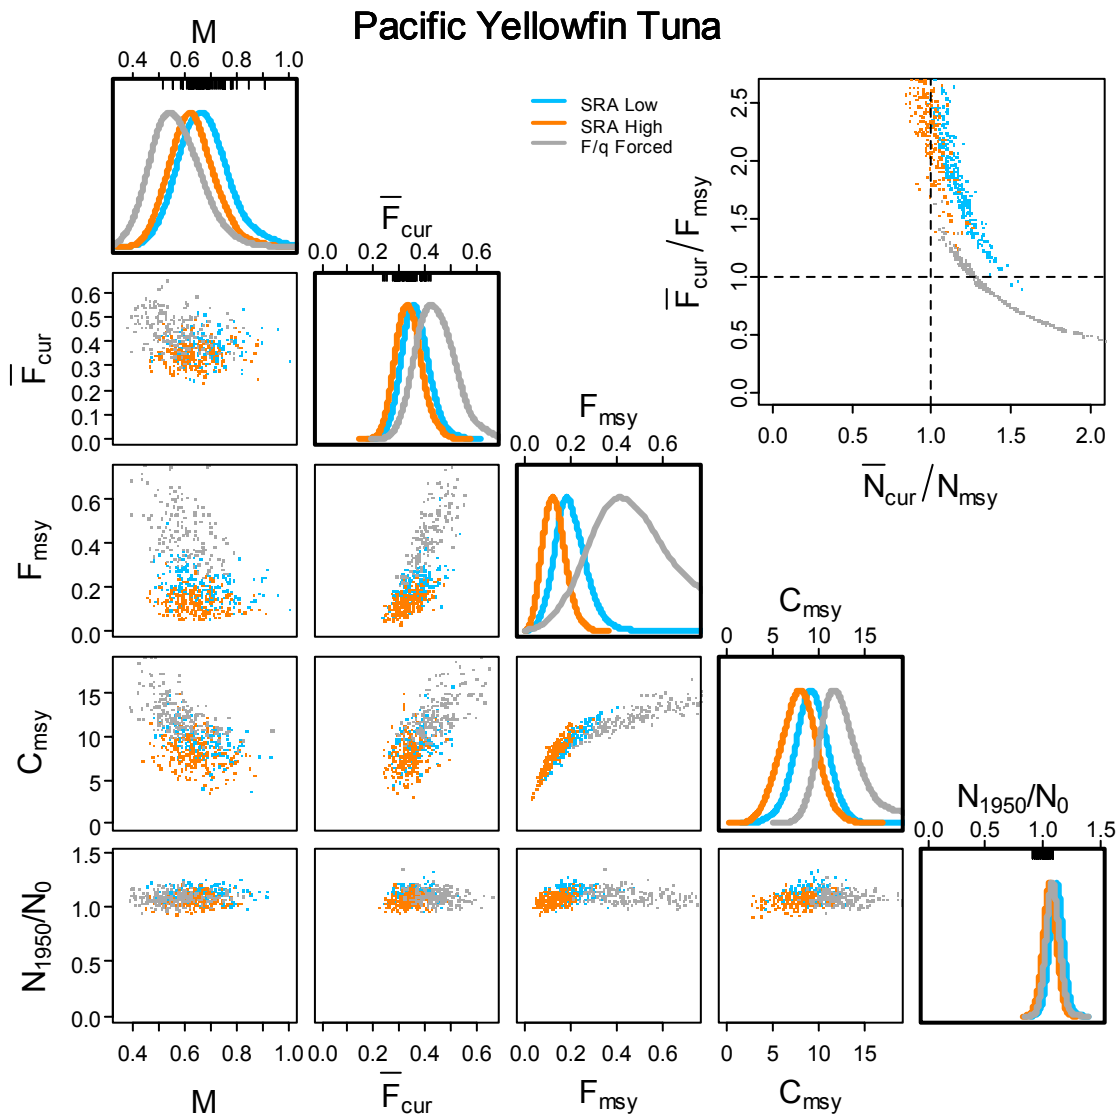 Pacific Yellowfin Tuna
M
0.4 0.6 0.8 1.0
SRA Low
SRA High
F/q Forced
F̅cur
0.0 0.2 0.4 0.6
F̅cur / Fmsy
0.0 0.5 1.0 1.5 2.0 2.5
0.0 0.5 1.0 1.5 2.0
N̅cur / Nmsy
F̅cur
0.0 0.1 0.2 0.3 0.4 0.5 0.6
Fmsy
0.0 0.2 0.4 0.6
Fmsy
0.0 0.2 0.4 0.6
Cmsy
0 5 10 15
Cmsy
0 5 10 15
N1950/N0
0.0 0.5 1.0 1.5
N1950/N0
0.0 0.5 1.0 1.5
0.4 0.6 0.8 1.0
0.0 0.2 0.4 0.6
0.0 0.2 0.4 0.6
0 5 10 15
M
F̅cur
Fmsy
Cmsy